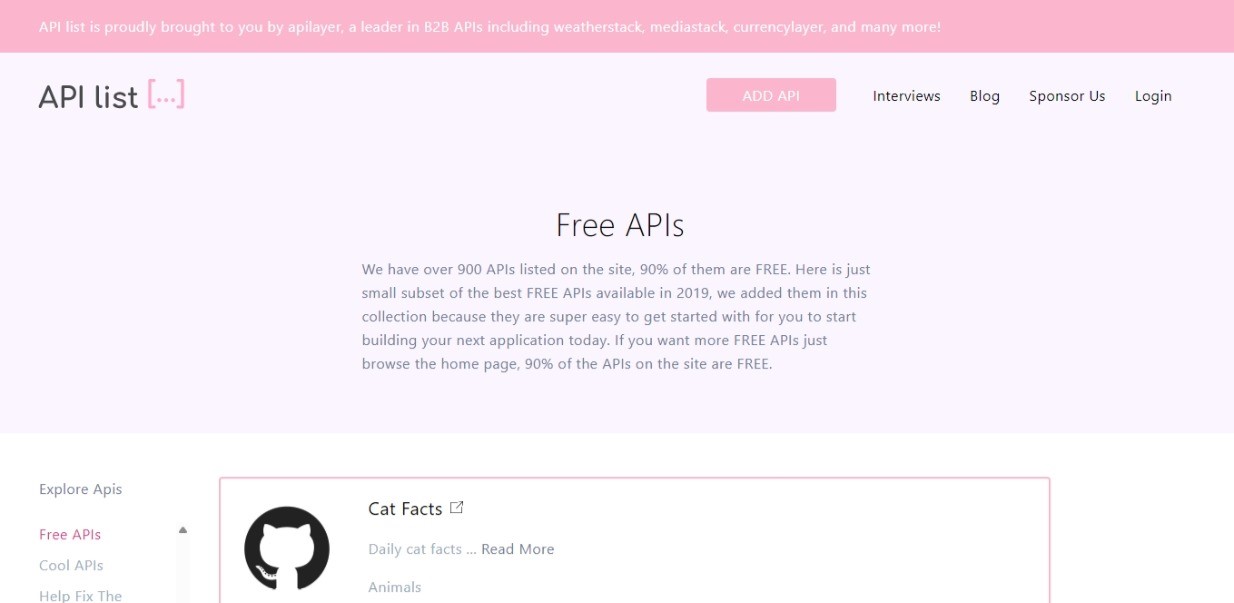 API list is proudly brought to you by apilayer, a leader in B2B APIs including weatherstack, mediastack, currencylayer, and many more!
API list [...]
ADD API
Interviews
Blog
Sponsor Us
Login
Free APIs
We have over 900 APIs listed on the site, 90% of them are FREE. Here is just
small subset of the best FREE APIs available in 2019, we added them in this
collection because they are super easy to get started with for you to start
building your next application today. If you want more FREE APIs just
browse the home page, 90% of the APIs on the site are FREE.
Explore Apis
Free APIs
Cool APIs
Help Fix The
Cat Facts
Daily cat facts ... Read More
Animals